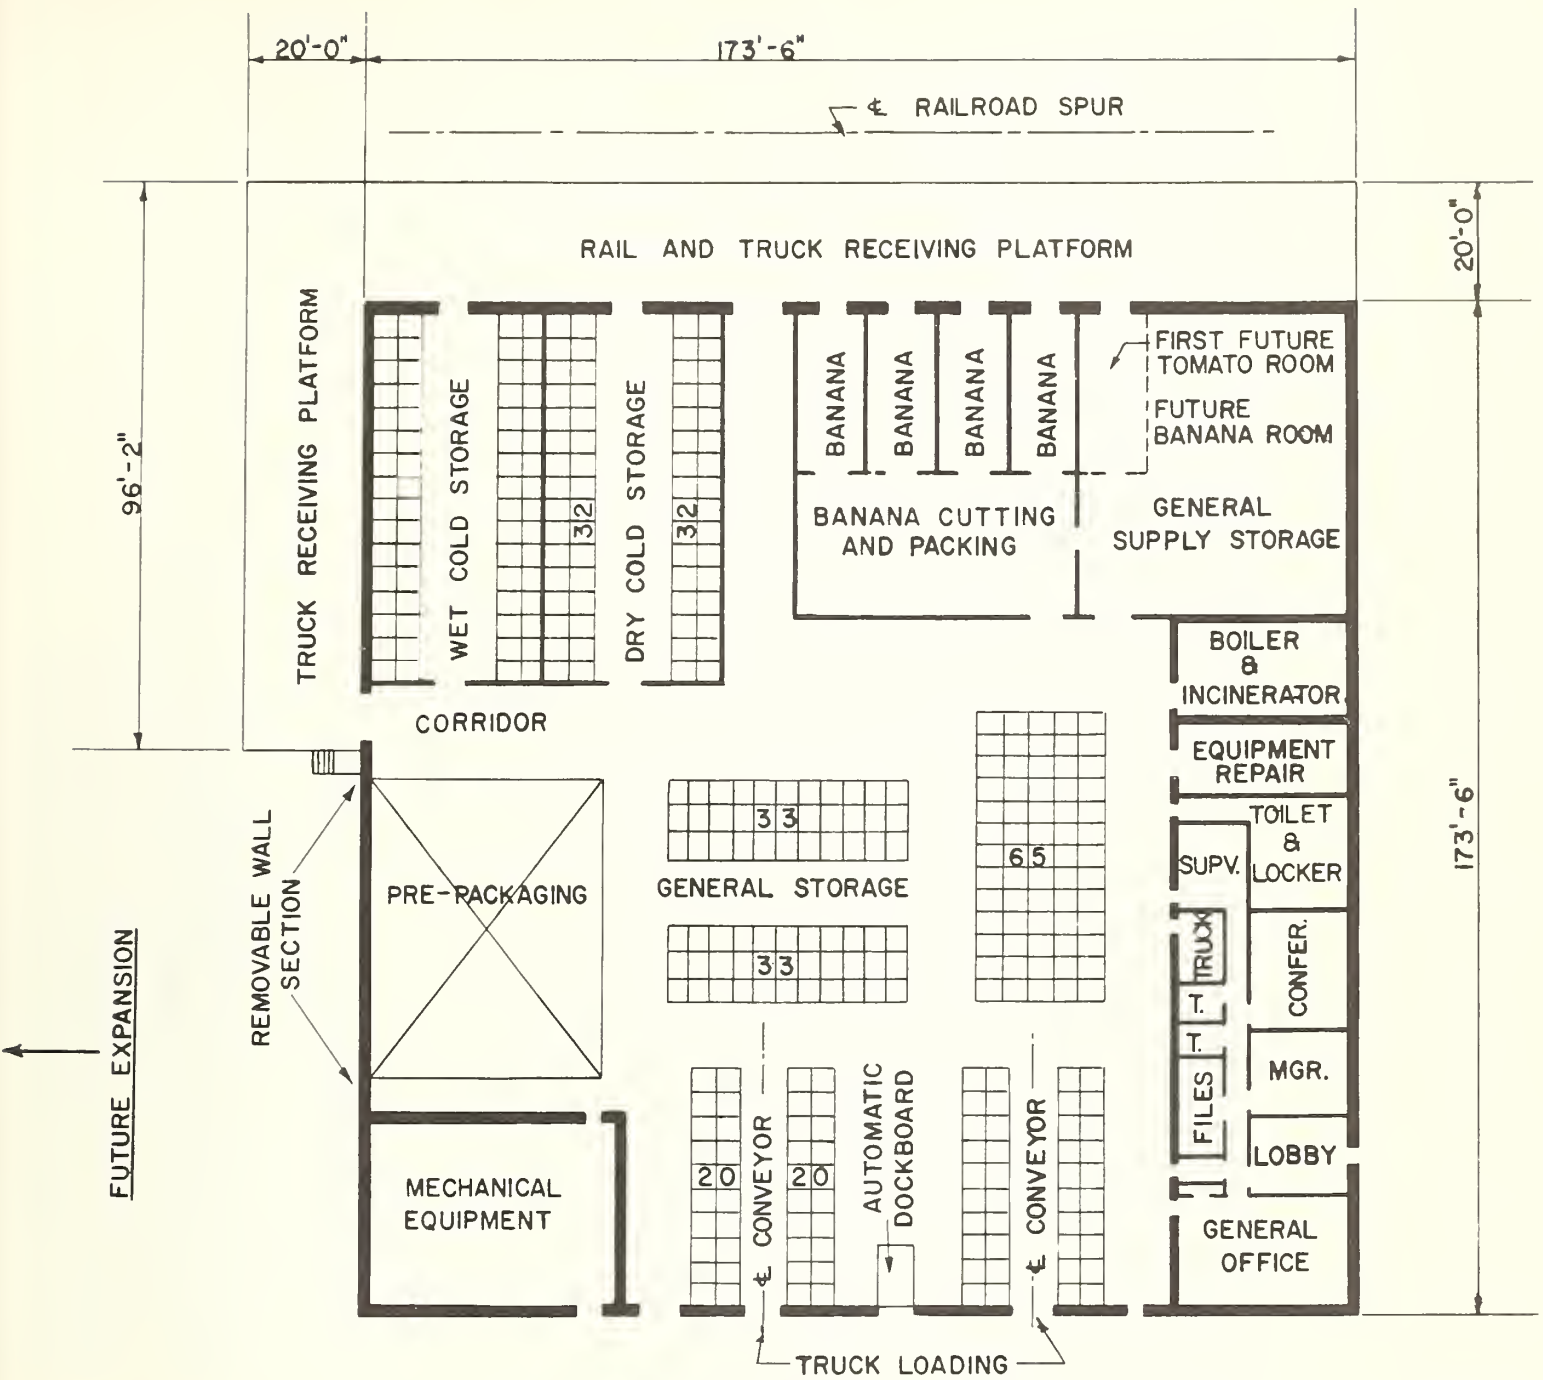 20'-0"
173'-6"
℄ RAILROAD SPUR
RAIL AND TRUCK RECEIVING PLATFORM
20'-0"
96'-2"
TRUCK RECEIVING PLATFORM
WET COLD STORAGE
32
DRY COLD STORAGE
32
BANANA
BANANA
BANANA
BANANA
FIRST FUTURE
TOMATO ROOM
FUTURE
BANANA ROOM
BANANA CUTTING
AND PACKING
GENERAL
SUPPLY STORAGE
173'-6"
CORRIDOR
BOILER
&
INCINERATOR
EQUIPMENT
REPAIR
TOILET
&
LOCKER
SUPV.
FUTURE EXPANSION
REMOVABLE WALL
SECTION
PRE-PACKAGING
33
GENERAL STORAGE
33
65
TRUCK
T.
T.
FILES
CONFER.
MGR.
LOBBY
GENERAL
OFFICE
MECHANICAL
EQUIPMENT
20
℄ CONVEYOR
20
AUTOMATIC
DOCKBOARD
℄ CONVEYOR
TRUCK LOADING